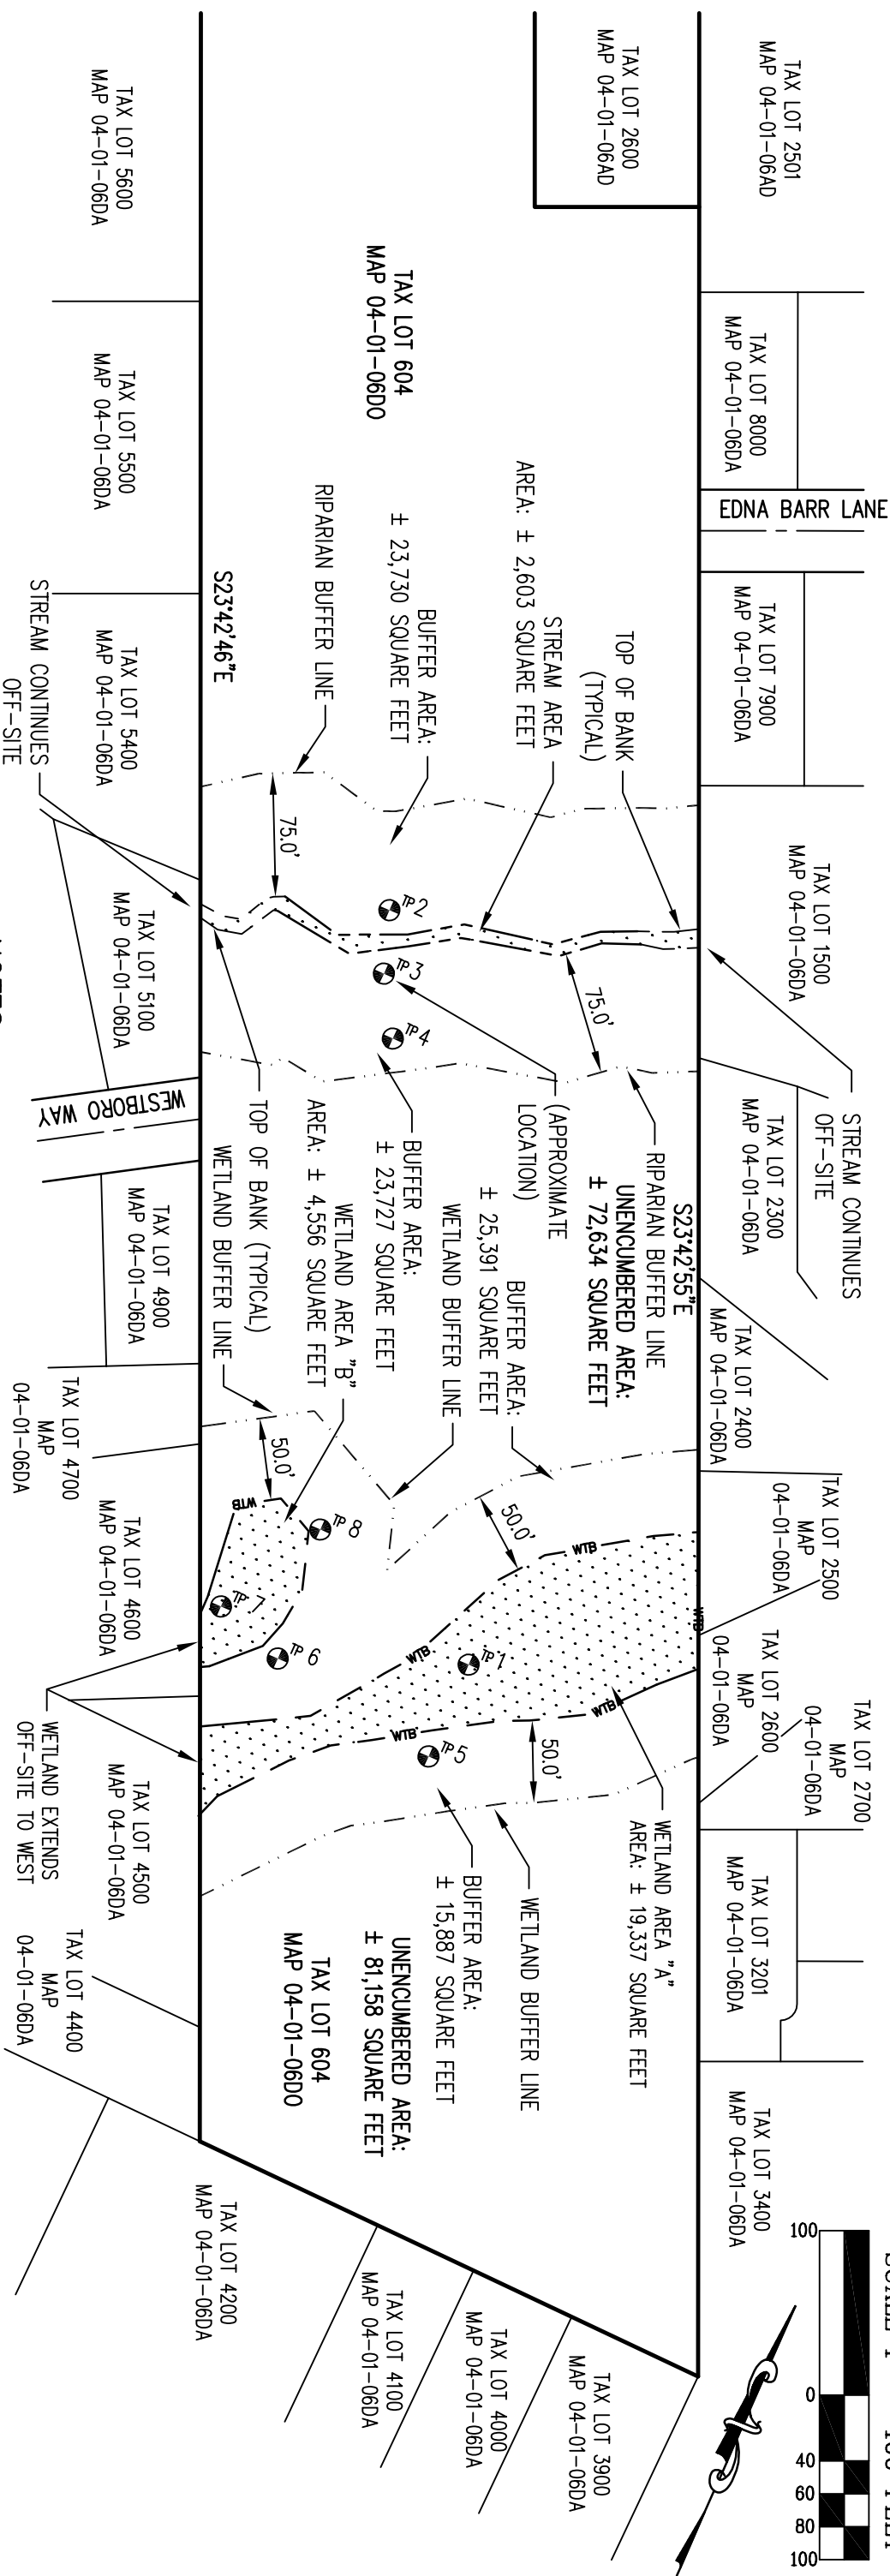 TAX LOT 2501
MAP 04-01-06AD
TAX LOT 2600
MAP 04-01-06AD
TAX LOT 5600
MAP 04-01-06DA
TAX LOT 604
MAP 04-01-06DO
TAX LOT 8000
MAP 04-01-06DA
EDNA BARR LANE
TAX LOT 5500
MAP 04-01-06DA
TAX LOT 7900
MAP 04-01-06DA
AREA: ± 2,603 SQUARE FEET
STREAM AREA
TOP OF BANK
(TYPICAL)
BUFFER AREA:
± 23,730 SQUARE FEET
RIPARIAN BUFFER LINE
S23°42'46"E
TAX LOT 5400
MAP 04-01-06DA
STREAM CONTINUES
OFF-SITE
75.0'
TP2
TP3
TP4
75.0'
TAX LOT 1500
MAP 04-01-06DA
STREAM CONTINUES
OFF-SITE
TAX LOT 5100
MAP 04-01-06DA
WESTBORO WAY
TAX LOT 2300
MAP 04-01-06DA
RIPARIAN BUFFER LINE
(APPROXIMATE
LOCATION)
S23°42'55"E
UNENCUMBERED AREA:
± 72,634 SQUARE FEET
BUFFER AREA:
± 25,391 SQUARE FEET
WETLAND BUFFER LINE
BUFFER AREA:
± 23,727 SQUARE FEET
WETLAND AREA "B"
AREA: ± 4,556 SQUARE FEET
TOP OF BANK (TYPICAL)
WETLAND BUFFER LINE
TAX LOT 4900
MAP 04-01-06DA
TAX LOT 2400
MAP 04-01-06DA
TAX LOT 4700
MAP
04-01-06DA
TAX LOT 2500
MAP
04-01-06DA
50.0'
50.0'
WTB
WTB
WTB
WTB
WTB
WTB
TP8
TP7
TP6
TP1
TP5
50.0'
TAX LOT 4600
MAP 04-01-06DA
TAX LOT 2600
MAP
04-01-06DA
TAX LOT 2700
MAP
04-01-06DA
WETLAND EXTENDS
OFF-SITE TO WEST
TAX LOT 4500
MAP 04-01-06DA
WETLAND AREA "A"
AREA: ± 19,337 SQUARE FEET
WETLAND BUFFER LINE
BUFFER AREA:
± 15,887 SQUARE FEET
UNENCUMBERED AREA:
± 81,158 SQUARE FEET
TAX LOT 604
MAP 04-01-06DO
TAX LOT 3201
MAP 04-01-06DA
TAX LOT 4400
MAP
04-01-06DA
TAX LOT 3400
MAP 04-01-06DA
TAX LOT 4200
MAP 04-01-06DA
TAX LOT 4100
MAP 04-01-06DA
TAX LOT 4000
MAP 04-01-06DA
TAX LOT 3900
MAP 04-01-06DA
100
0
40
60
80
100